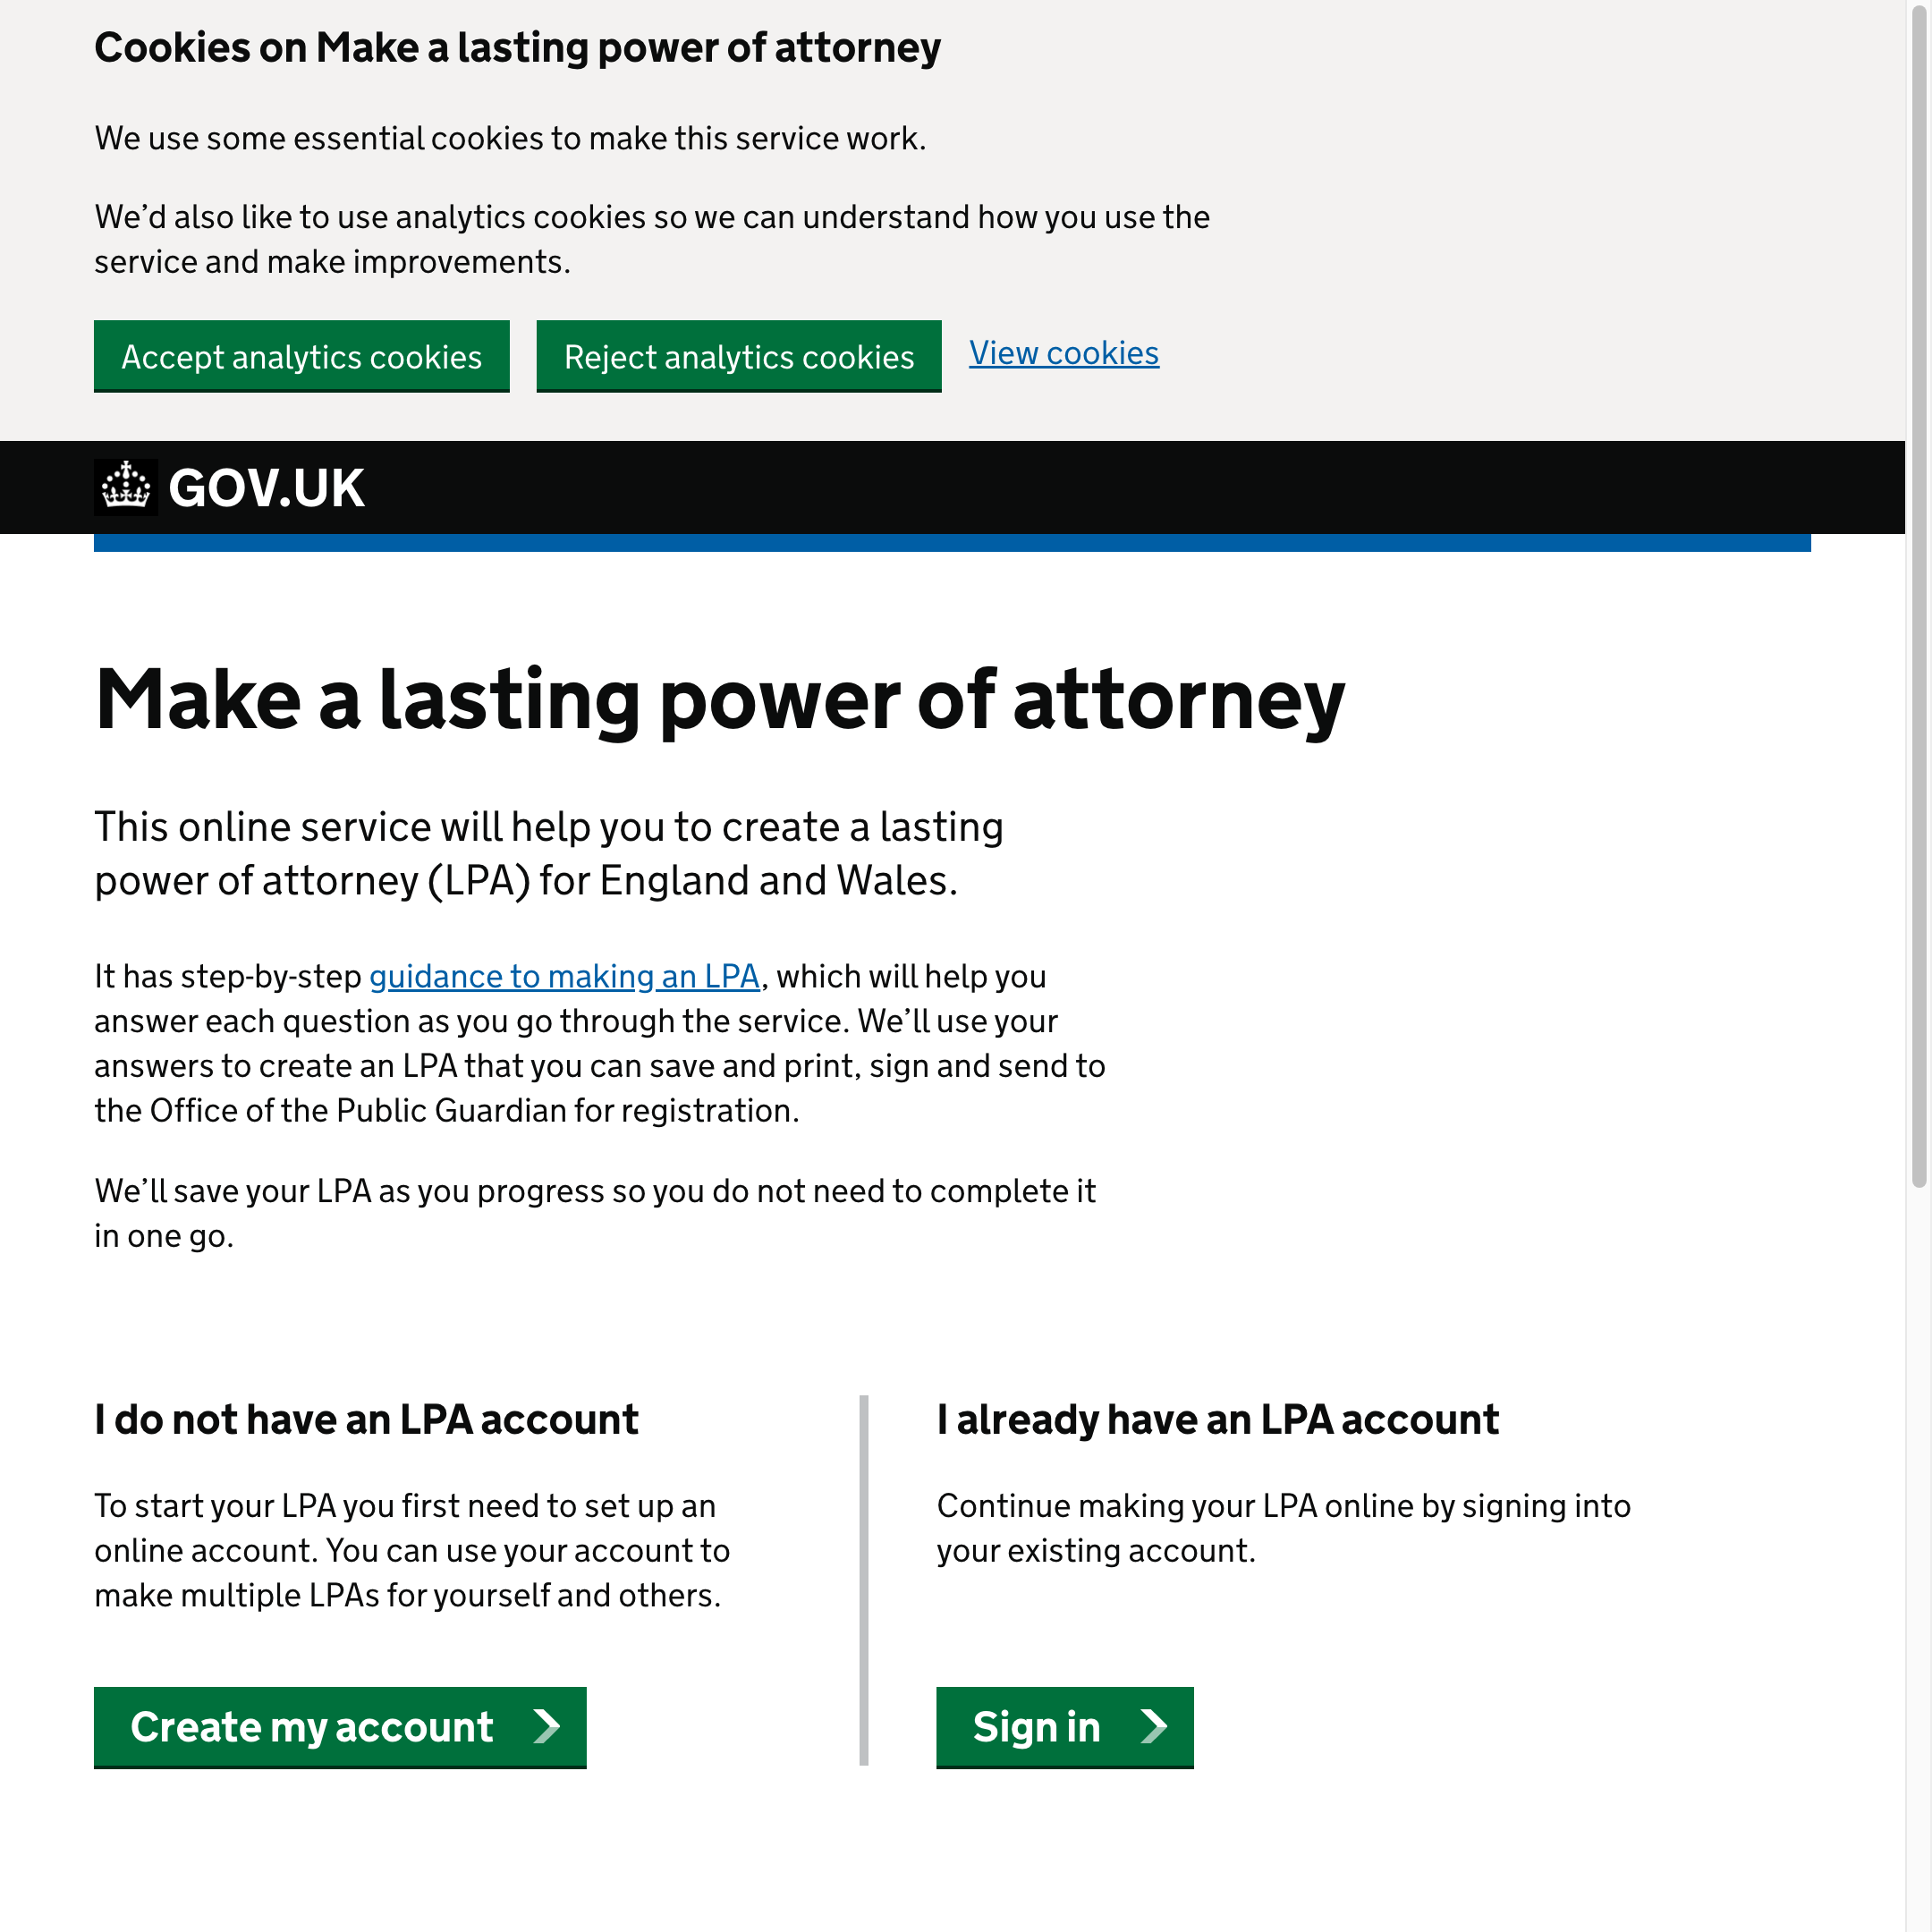 Cookies on Make a lasting power of attorney
We use some essential cookies to make this service work.
We’d also like to use analytics cookies so we can understand how you use the
service and make improvements.
Accept analytics cookies
Reject analytics cookies
View cookies
GOV.UK
Make a lasting power of attorney
This online service will help you to create a lasting
power of attorney (LPA) for England and Wales.
It has step-by-step guidance to making an LPA, which will help you
answer each question as you go through the service. We’ll use your
answers to create an LPA that you can save and print, sign and send to
the Office of the Public Guardian for registration.
We’ll save your LPA as you progress so you do not need to complete it
in one go.
I do not have an LPA account
To start your LPA you first need to set up an
online account. You can use your account to
make multiple LPAs for yourself and others.
Create my account
I already have an LPA account
Continue making your LPA online by signing into
your existing account.
Sign in